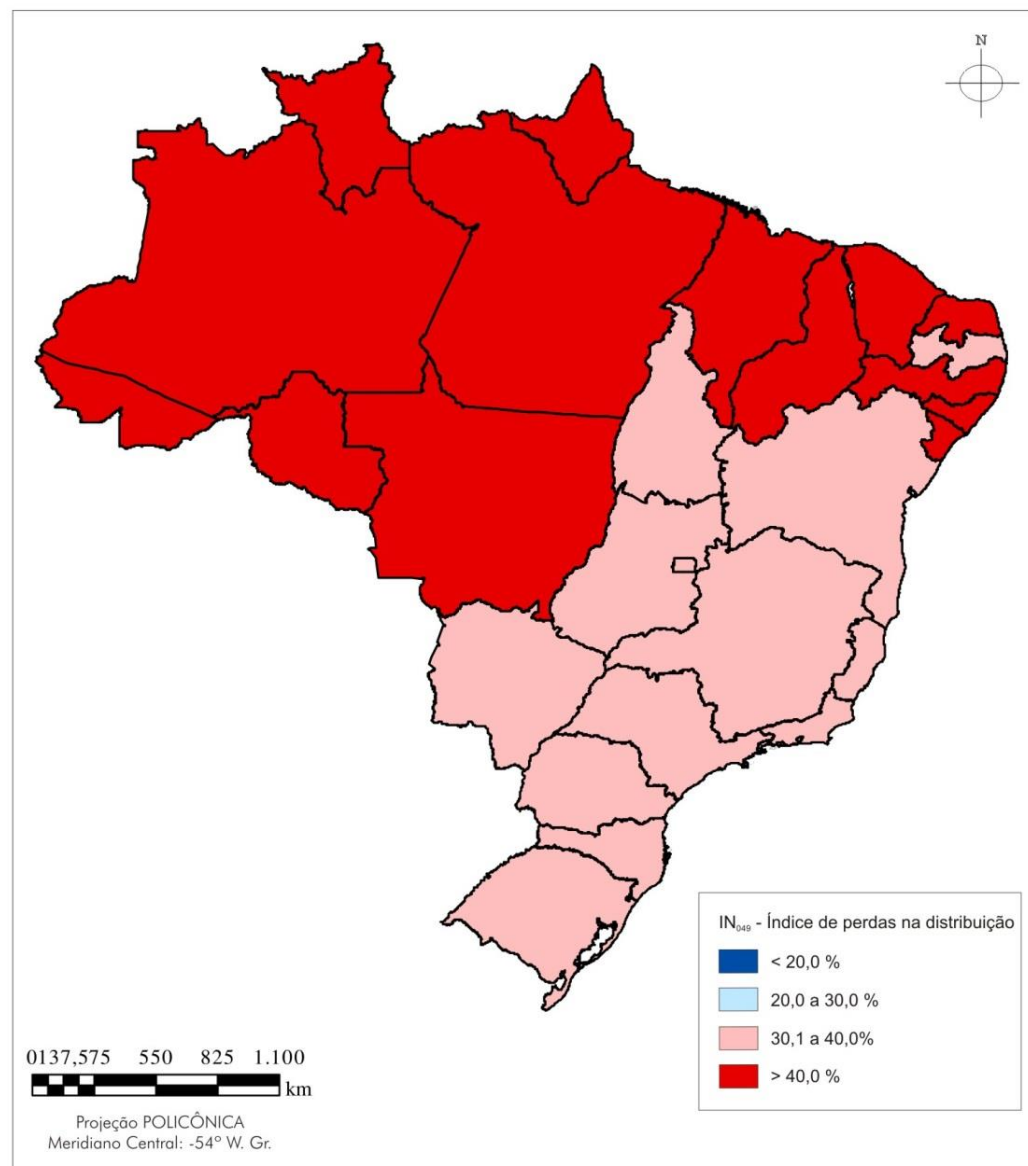 N
IN₀₄₉ - Índice de perdas na distribuição
< 20,0 %
20,0 a 30,0 %
30,1 a 40,0%
> 40,0 %
0137,575 550 825 1.100
km
Projeção POLICÔNICA
Meridiano Central: -54º W. Gr.